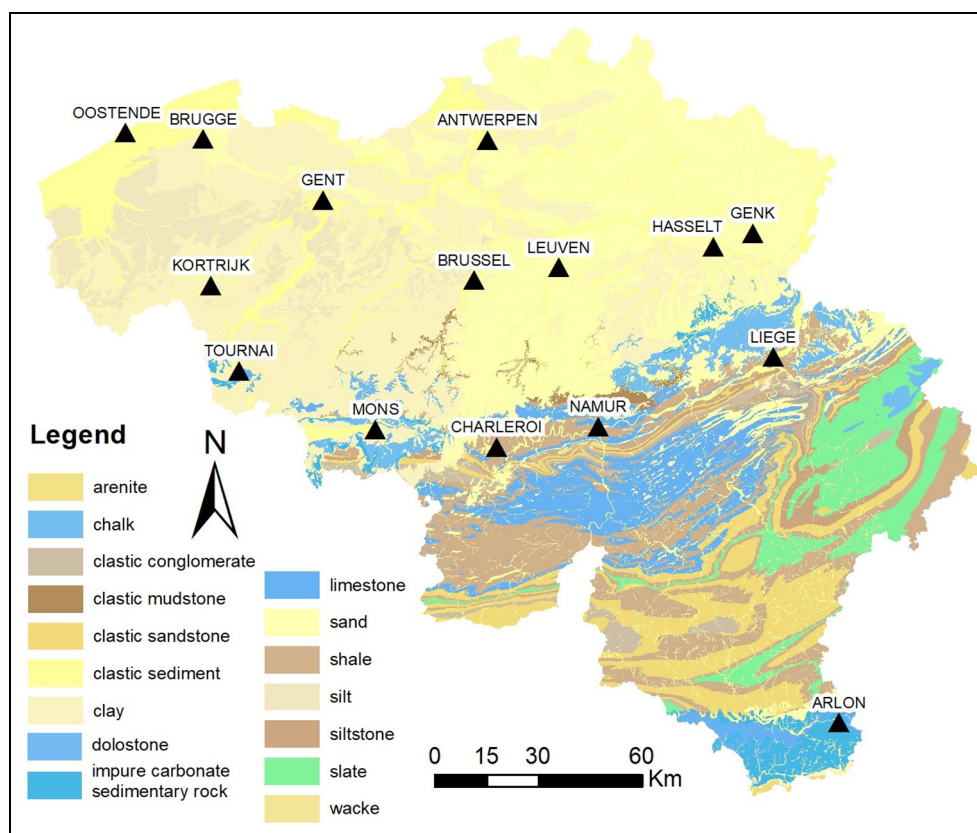 OOSTENDE
BRUGGE
ANTWERPEN
GENT
GENK
HASSELT
LEUVEN
BRUSSEL
KORTRIJK
LIEGE
TOURNAI
MONS
NAMUR
CHARLEROI
ARLON
Legend
N
arenite
chalk
clastic conglomerate
clastic mudstone
clastic sandstone
clastic sediment
clay
dolostone
impure carbonate
sedimentary rock
limestone
sand
shale
silt
siltstone
slate
wacke
0 15 30 60
Km